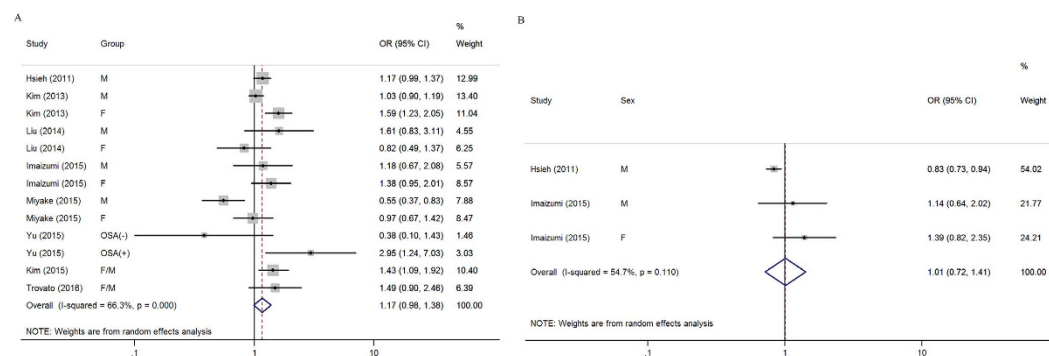 A
%
Study Group OR (95% CI) Weight
Hsieh (2011) M 1.17 (0.99, 1.37) 12.99
Kim (2013) M 1.03 (0.90, 1.19) 13.40
Kim (2013) F 1.59 (1.23, 2.05) 11.04
Liu (2014) M 1.61 (0.83, 3.11) 4.55
Liu (2014) F 0.82 (0.49, 1.37) 6.25
Imaizumi (2015) M 1.18 (0.67, 2.08) 5.57
Imaizumi (2015) F 1.38 (0.95, 2.01) 8.57
Miyake (2015) M 0.55 (0.37, 0.83) 7.88
Miyake (2015) F 0.97 (0.67, 1.42) 8.47
Yu (2015) OSA(-) 0.38 (0.10, 1.43) 1.46
Yu (2015) OSA(+) 2.95 (1.24, 7.03) 3.03
Kim (2015) F/M 1.43 (1.09, 1.92) 10.40
Trovato (2016) F/M 1.49 (0.90, 2.46) 6.39
Overall (I-squared = 66.3%, p = 0.000) 1.17 (0.98, 1.38) 100.00
NOTE: Weights are from random effects analysis
.1 1 10
B
%
Study Sex OR (95% CI) Weight
Hsieh (2011) M 0.83 (0.73, 0.94) 54.02
Imaizumi (2015) M 1.14 (0.64, 2.02) 21.77
Imaizumi (2015) F 1.39 (0.82, 2.35) 24.21
Overall (I-squared = 54.7%, p = 0.110) 1.01 (0.72, 1.41) 100.00
NOTE: Weights are from random effects analysis
.1 1 10